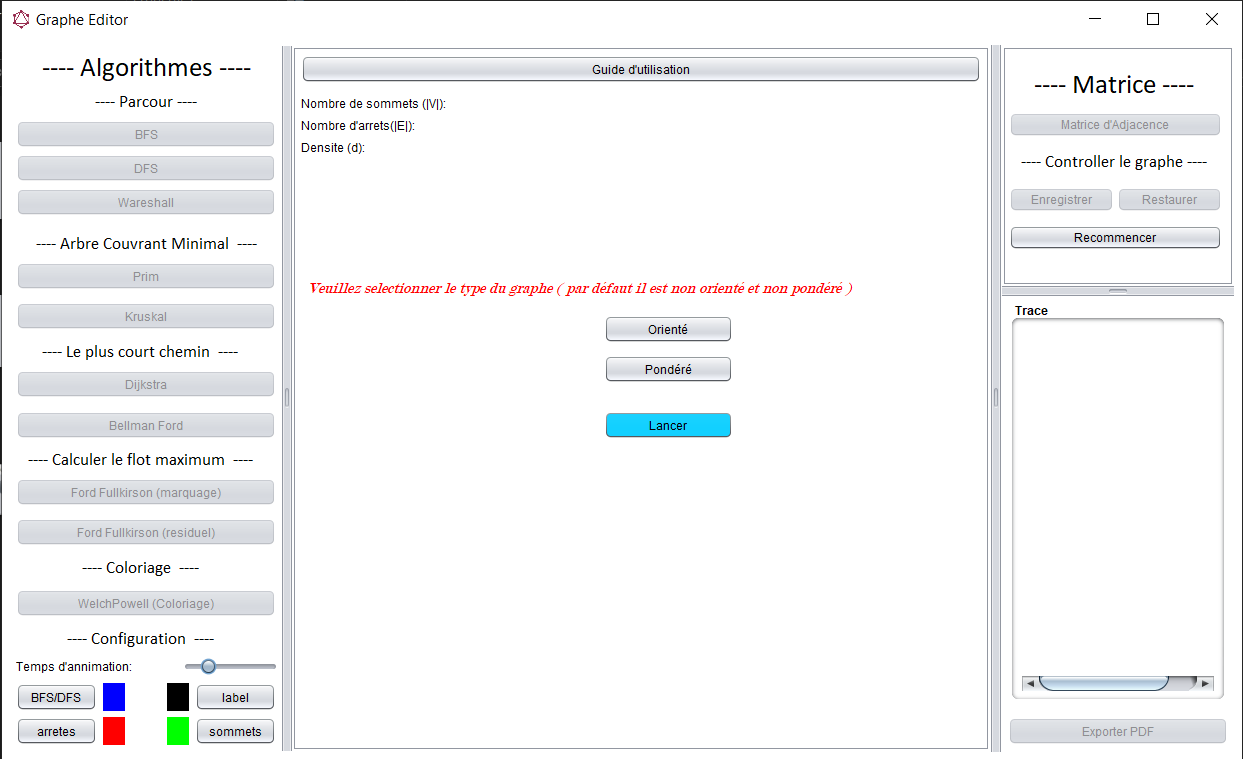 Graphe Editor
---- Algorithmes ----
---- Parcour ----
BFS
DFS
Wareshall
---- Arbre Couvrant Minimal ----
Prim
Kruskal
---- Le plus court chemin ----
Dijkstra
Bellman Ford
---- Calculer le flot maximum ----
Ford Fullkirson (marquage)
Ford Fullkirson (residuel)
---- Coloriage ----
WelchPowell (Coloriage)
---- Configuration ----
Temps d'annimation:
BFS/DFS
label
arretes
sommets
Guide d'utilisation
Nombre de sommets (|V|):
Nombre d'arrets(|E|):
Densite (d):
Veuillez selectionner le type du graphe ( par défaut il est non orienté et non pondéré )
Orienté
Pondéré
Lancer
---- Matrice ----
Matrice d'Adjacence
---- Controller le graphe ----
Enregistrer
Restaurer
Recommencer
Trace
Exporter PDF